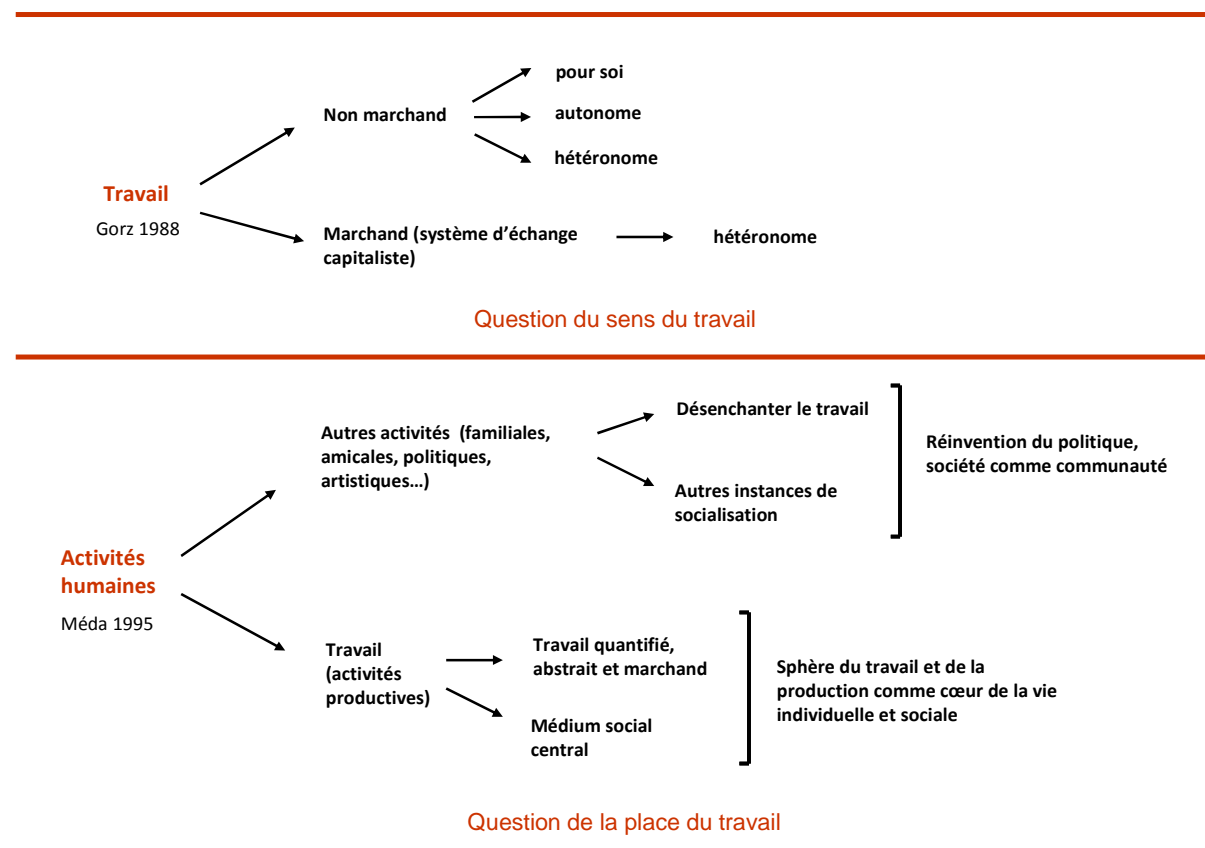 pour soi
Non marchand
autonome
hétéronome
Travail
Gorz 1988
Marchand (système d'échange
capitaliste)
hétéronome
Question du sens du travail
Autres activités (familiales,
amicales, politiques,
artistiques…)
Désenchanter le travail
Autres instances de
socialisation
Réinvention du politique,
société comme communauté
Activités
humaines
Méda 1995
Travail
(activités
productives)
Travail quantifié,
abstrait et marchand
Médium social
central
Sphère du travail et de la
production comme cœur de la vie
individuelle et sociale
Question de la place du travail